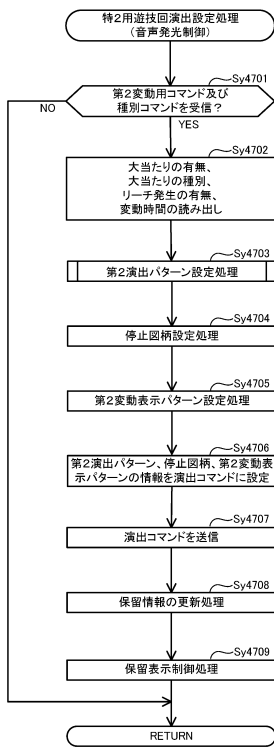 特2用遊技回演出設定処理
(音声発光制御)
Sy4701
第2変動用コマンド及び
種別コマンドを受信？
NO
YES
Sy4702
大当たりの有無、
大当たりの種別、
リーチ発生の有無、
変動時間の読み出し
Sy4703
第2演出パターン設定処理
Sy4704
停止図柄設定処理
Sy4705
第2変動表示パターン設定処理
Sy4706
第2演出パターン、停止図柄、第2変動表
示パターンの情報を演出コマンドに設定
Sy4707
演出コマンドを送信
Sy4708
保留情報の更新処理
Sy4709
保留表示制御処理
RETURN